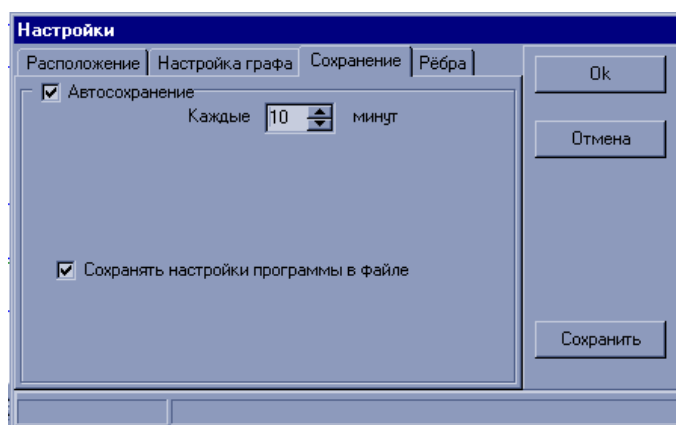 Настройки
Расположение Настройка графа Сохранение Рёбра
Ok
Автосохранение
Каждые 10 минут
Отмена
Сохранять настройки программы в файле
Сохранить